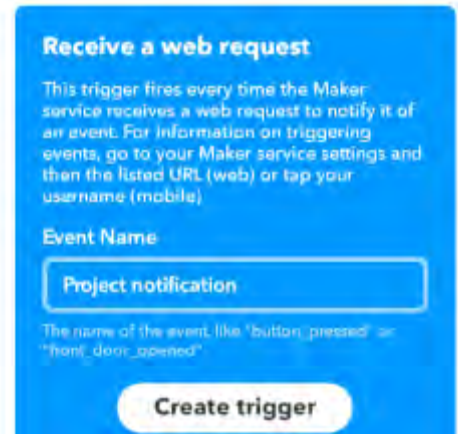 Receive a web request
This trigger fires every time the Maker
service receives a web request to notify it of
an event. For information on triggering
events, go to your Maker service settings and
then the listed URL (web) or tap your
username (mobile)
Event Name
Project notification
The name of the event, like "button_pressed" or
"front_door_opened"
Create trigger